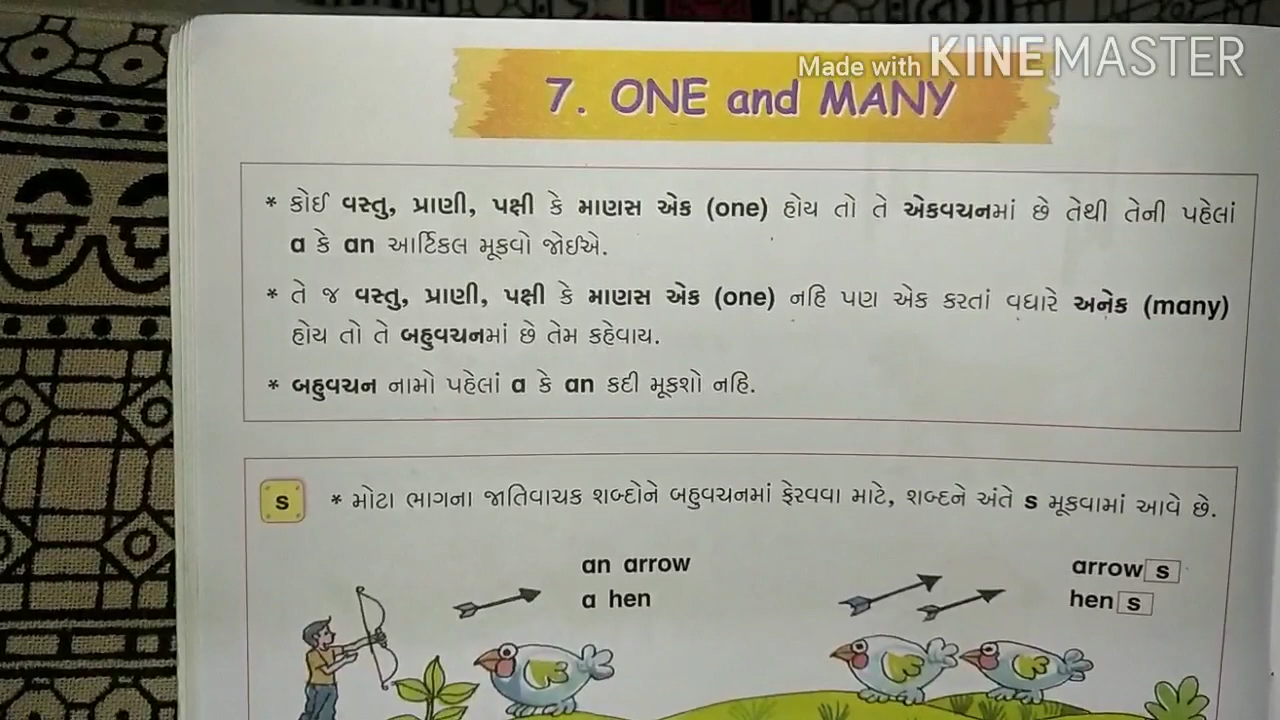 Made with KINEMASTER
7. ONE and MANY
* કોઈ વસ્તુ, પ્રાણી, પક્ષી કે માણસ એક (one) હોય તો તે એકવચનમાં છે તેથી તેની પહેલાં
a કે an આર્ટિકલ મૂકવો જોઈએ.
* તે જ વસ્તુ, પ્રાણી, પક્ષી કે માણસ એક (one) નહિ પણ એક કરતાં વધારે અનેક (many)
હોય તો તે બહુવચનમાં છે તેમ કહેવાય.
* બહુવચન નામો પહેલાં a કે an કદી મૂકશો નહિ.
s * મોટા ભાગના જાતિવાચક શબ્દોને બહુવચનમાં ફેરવવા માટે, શબ્દને અંતે s મૂકવામાં આવે છે.
an arrow arrow s
a hen hen s